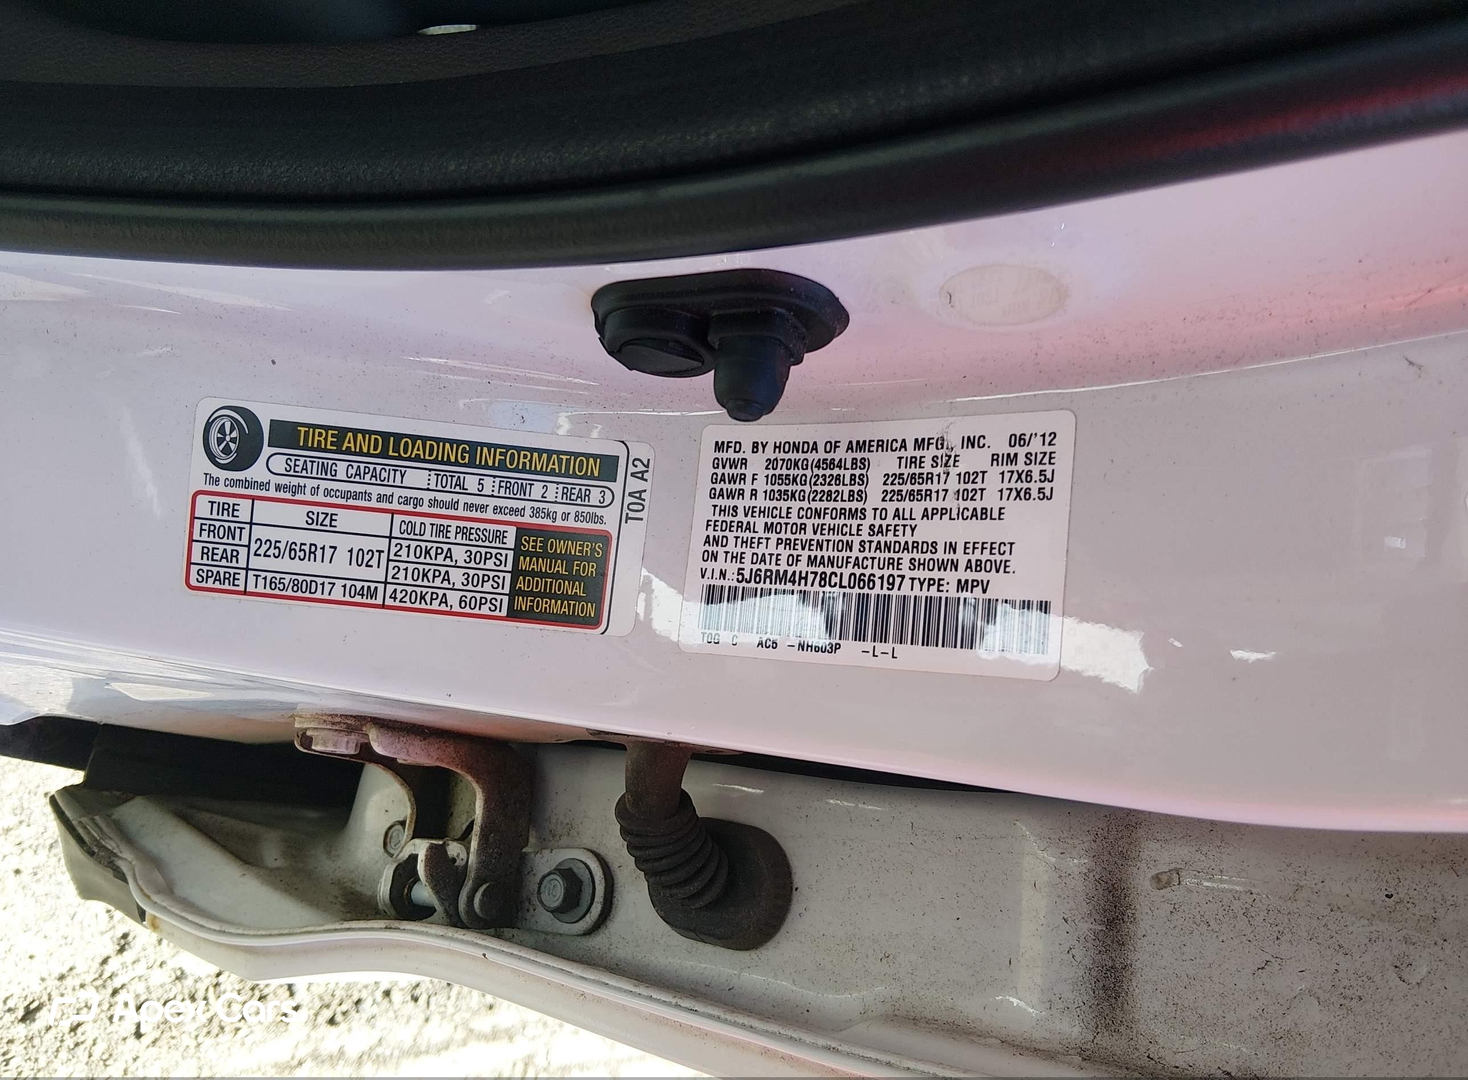 TIRE AND LOADING INFORMATION
SEATING CAPACITY TOTAL 5 FRONT 2 REAR 3
The combined weight of occupants and cargo should never exceed 385kg or 850lbs.
TIRE SIZE COLD TIRE PRESSURE
FRONT 225/65R17 102T 210KPA, 30PSI
REAR 210KPA, 30PSI
SPARE T165/80D17 104M 420KPA, 60PSI
SEE OWNER'S
MANUAL FOR
ADDITIONAL
INFORMATION
T0A A2
MFD. BY HONDA OF AMERICA MFG., INC. 06/'12
GVWR 2070KG(4564LBS) TIRE SIZE RIM SIZE
GAWR F 1055KG(2326LBS) 225/65R17 102T 17X6.5J
GAWR R 1035KG(2282LBS) 225/65R17 102T 17X6.5J
THIS VEHICLE CONFORMS TO ALL APPLICABLE
FEDERAL MOTOR VEHICLE SAFETY
AND THEFT PREVENTION STANDARDS IN EFFECT
ON THE DATE OF MANUFACTURE SHOWN ABOVE.
V.I.N.:5J6RM4H78CL066197 TYPE: MPV
T0G C AC5 -NH603P -L-L
Apex Cars